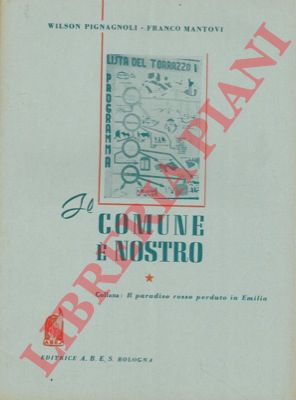 WILSON PIGNAGNOLI - FRANCO MANTOVI
LISTA DEL TORRAZZO
PROGRAMMA
Il
COMUNE
È NOSTRO
Collana: Il paradiso rosso perduto in Emilia
EDITRICE A. B. E. S. BOLOGNA
LIBRERIA PIANI